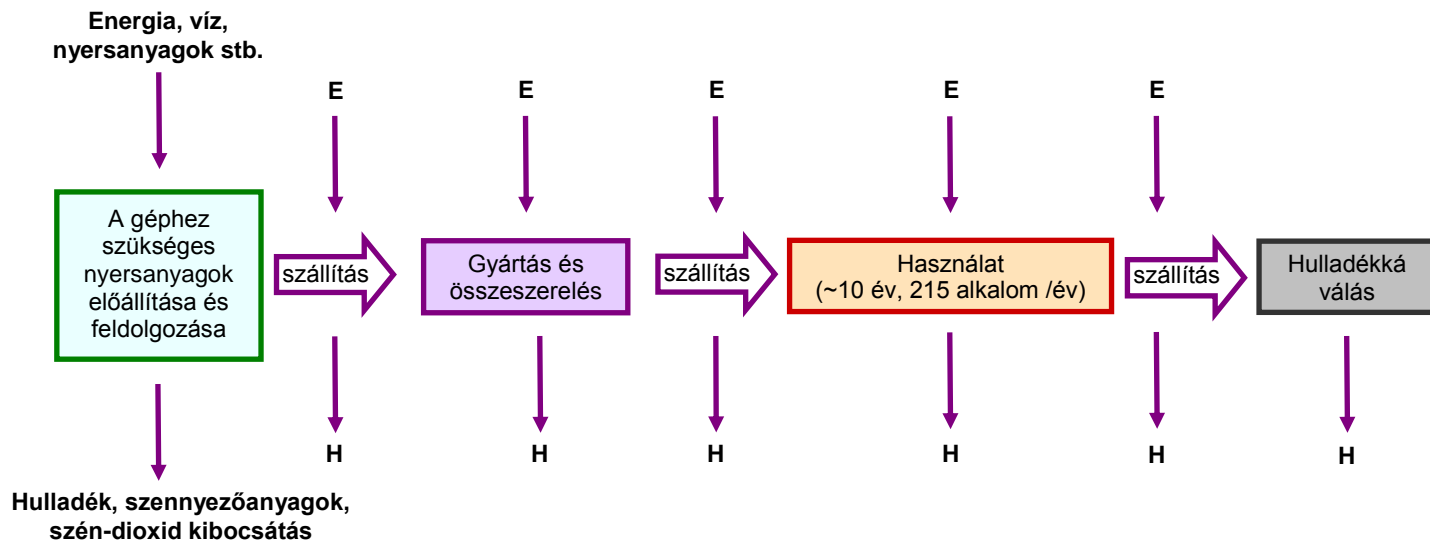 Energia, víz,
nyersanyagok stb.
E
E
E
E
E
A géphez
szükséges
nyersanyagok
előállítása és
feldolgozása
szállítás
Gyártás és
összeszerelés
szállítás
Használat
(~10 év, 215 alkalom /év)
szállítás
Hulladékká
válás
H
H
H
H
H
H
Hulladék, szennyezőanyagok,
szén-dioxid kibocsátás